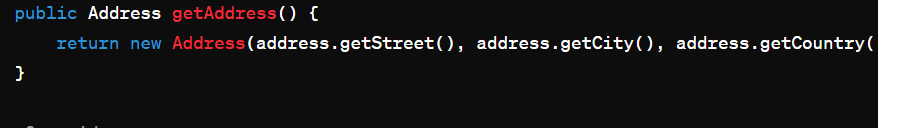 public Address getAddress() {
    return new Address(address.getStreet(), address.getCity(), address.getCountry(
}